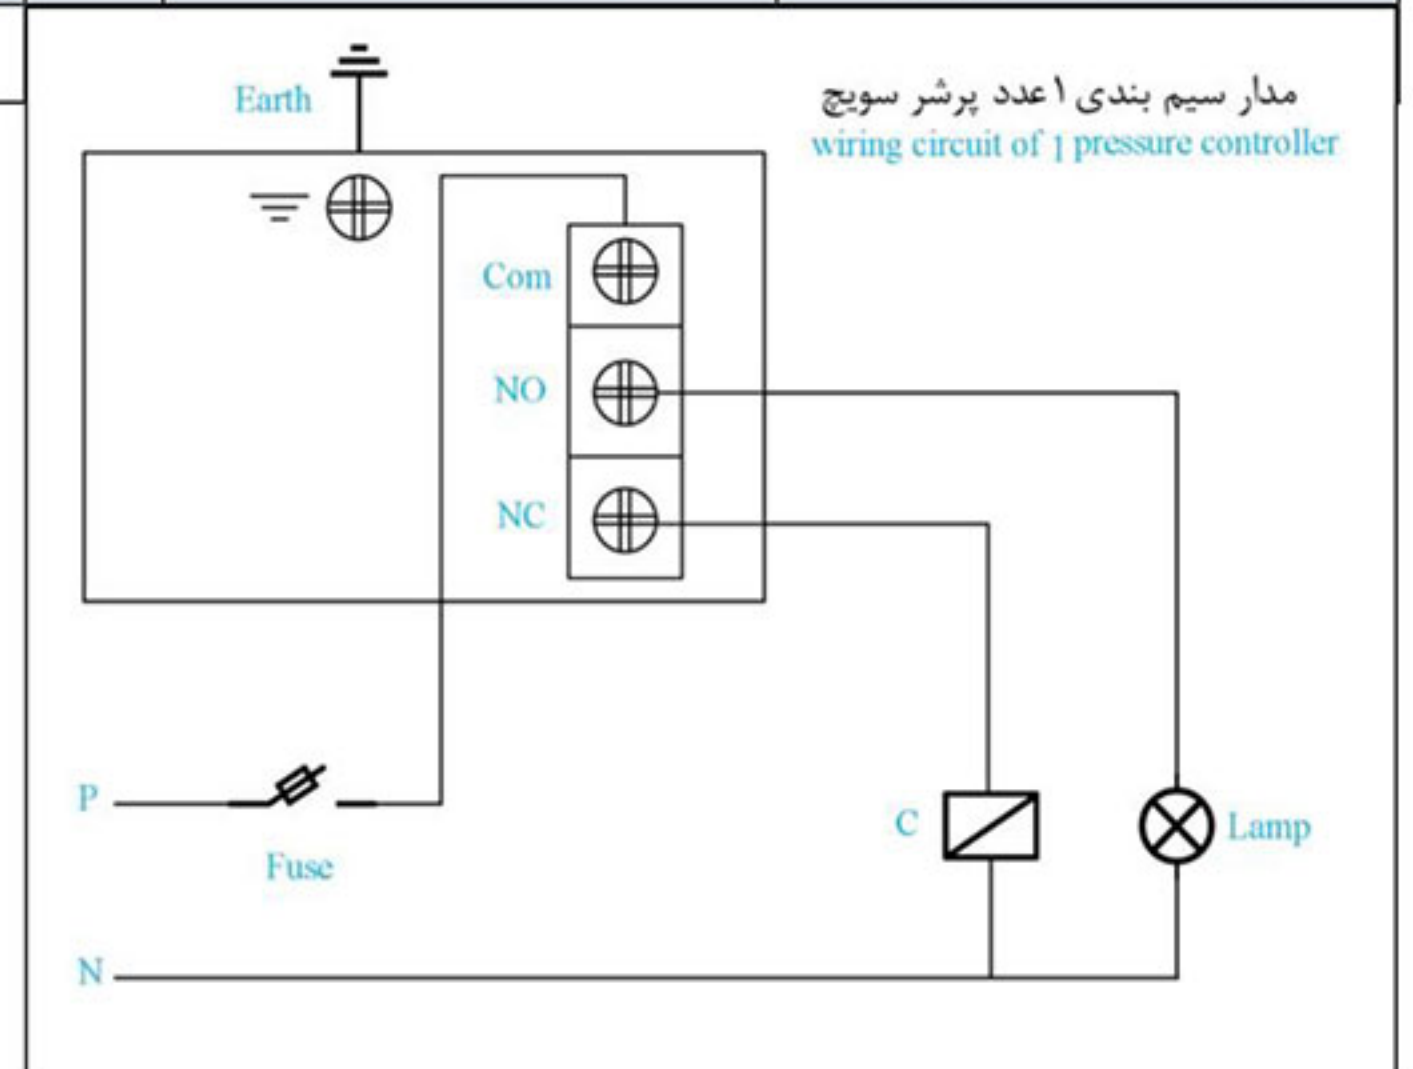 Earth
مدار سیم بندی ۱عدد پرشر سویچ
wiring circuit of 1 pressure controller
Com
NO
NC
P
Fuse
C
Lamp
N